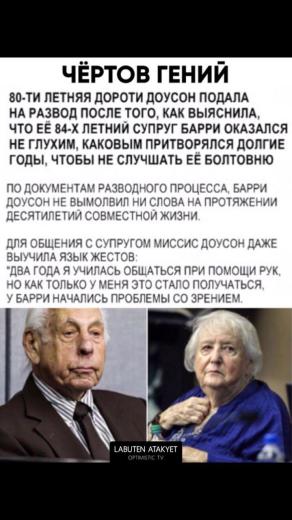 ЧЁРТОВ ГЕНИЙ
80-ТИ ЛЕТНЯЯ ДОРОТИ ДОУСОН ПОДАЛА
НА РАЗВОД ПОСЛЕ ТОГО, КАК ВЫЯСНИЛА,
ЧТО ЕЁ 84-Х ЛЕТНИЙ СУПРУГ БАРРИ ОКАЗАЛСЯ
НЕ ГЛУХИМ, КАКОВЫМ ПРИТВОРЯЛСЯ ДОЛГИЕ
ГОДЫ, ЧТОБЫ НЕ СЛУЧШАТЬ ЕЁ БОЛТОВНЮ
ПО ДОКУМЕНТАМ РАЗВОДНОГО ПРОЦЕССА, БАРРИ
ДОУСОН НЕ ВЫМОЛВИЛ НИ СЛОВА НА ПРОТЯЖЕНИИ
ДЕСЯТИЛЕТИЙ СОВМЕСТНОЙ ЖИЗНИ.
ДЛЯ ОБЩЕНИЯ С СУПРУГОМ МИССИС ДОУСОН ДАЖЕ
ВЫУЧИЛА ЯЗЫК ЖЕСТОВ:
"ДВА ГОДА Я УЧИЛАСЬ ОБЩАТЬСЯ ПРИ ПОМОЩИ РУК,
НО КАК ТОЛЬКО У МЕНЯ ЭТО СТАЛО ПОЛУЧАТЬСЯ,
У БАРРИ НАЧАЛИСЬ ПРОБЛЕМЫ СО ЗРЕНИЕМ.
LABUTEN ATAKYET
OPTIMISTIC TV